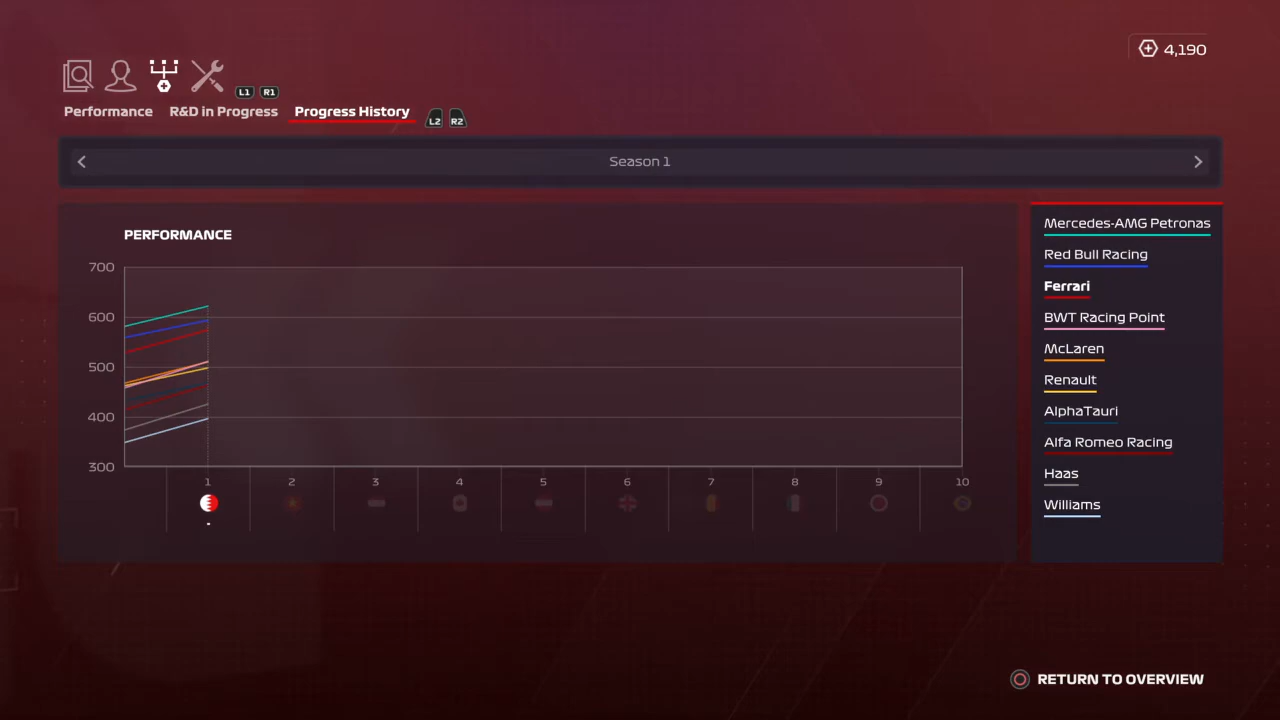 4,190
L1 R1
Performance R&D in Progress Progress History L2 R2
Season 1
PERFORMANCE
700
600
500
400
300
1 2 3 4 5 6 7 8 9 10
Mercedes-AMG Petronas
Red Bull Racing
Ferrari
BWT Racing Point
McLaren
Renault
AlphaTauri
Alfa Romeo Racing
Haas
Williams
RETURN TO OVERVIEW